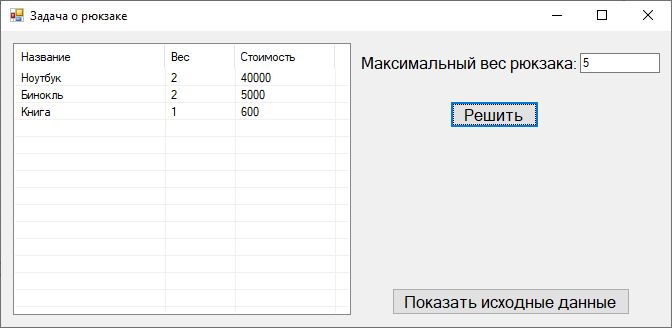 Задача о рюкзаке
Название Вес Стоимость
Ноутбук 2 40000
Бинокль 2 5000
Книга 1 600
Максимальный вес рюкзака: 5
Решить
Показать исходные данные